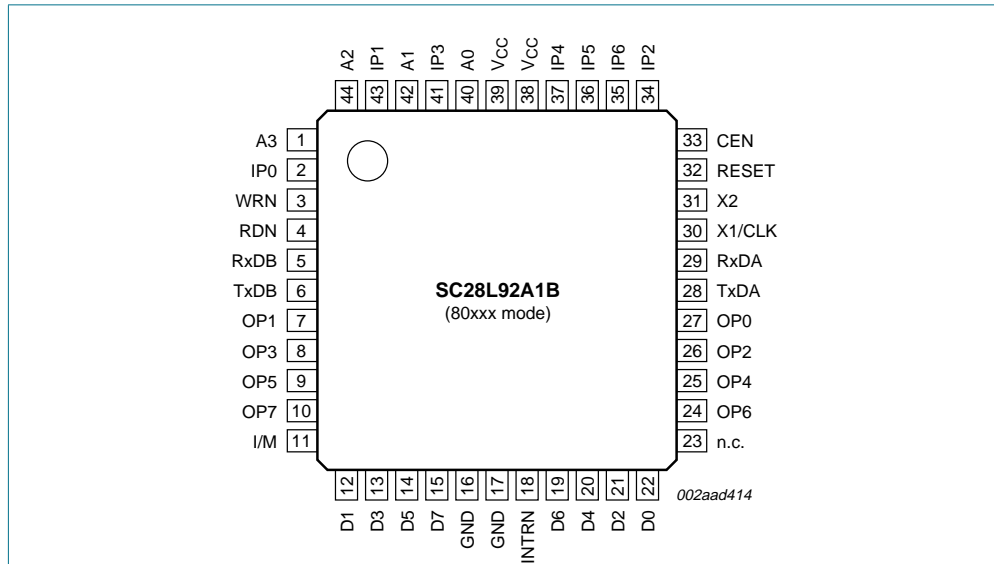 A2 IP1 A1 IP3 A0 VCC VCC IP4 IP5 IP6 IP2
44 43 42 41 40 39 38 37 36 35 34
A3 1 33 CEN
IP0 2 32 RESET
WRN 3 31 X2
RDN 4 30 X1/CLK
RxDB 5 29 RxDA
TxDB 6 28 TxDA
OP1 7 27 OP0
OP3 8 26 OP2
OP5 9 25 OP4
OP7 10 24 OP6
I/M 11 23 n.c.
SC28L92A1B
(80xxx mode)
12 13 14 15 16 17 18 19 20 21 22
D1 D3 D5 D7 GND GND INTRN D6 D4 D2 D0
002aad414